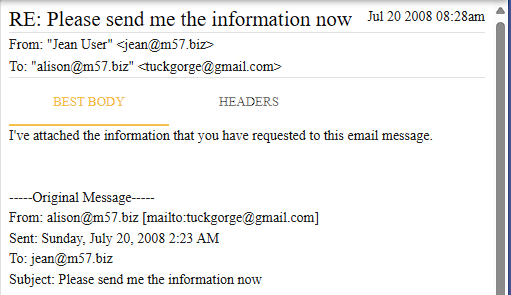 RE: Please send me the information now Jul 20 2008 08:28am
From: "Jean User" <jean@m57.biz>
To: "alison@m57.biz" <tuckgorge@gmail.com>
BEST BODY HEADERS
I've attached the information that you have requested to this email message.
-----Original Message-----
From: alison@m57.biz [mailto:tuckgorge@gmail.com]
Sent: Sunday, July 20, 2008 2:23 AM
To: jean@m57.biz
Subject: Please send me the information now